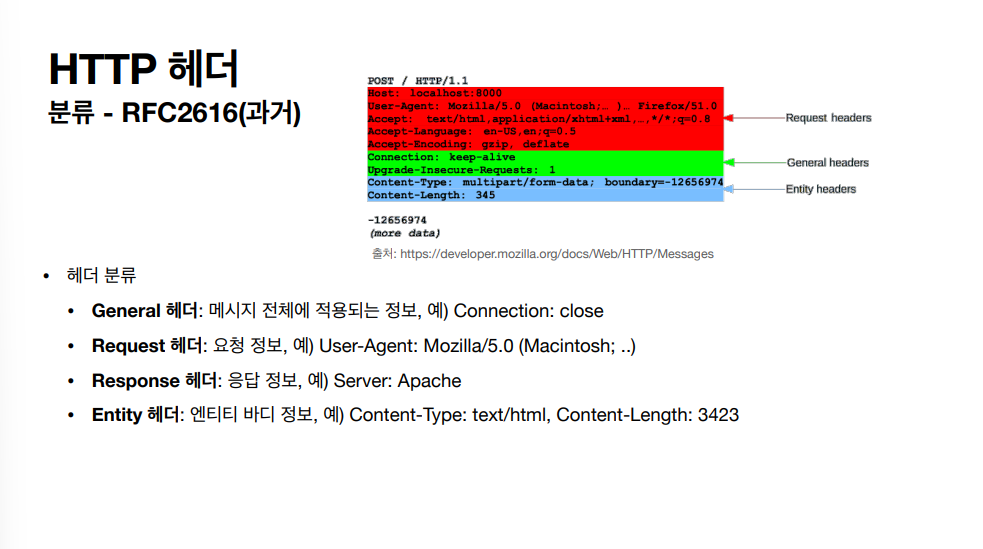 HTTP 헤더
분류 - RFC2616(과거)
POST / HTTP/1.1
Host: localhost:8000
User-Agent: Mozilla/5.0 (Macintosh;… )… Firefox/51.0
Accept: text/html,application/xhtml+xml,…,*/*;q=0.8
Accept-Language: en-US,en;q=0.5
Accept-Encoding: gzip, deflate
Connection: keep-alive
Upgrade-Insecure-Requests: 1
Content-Type: multipart/form-data; boundary=-12656974
Content-Length: 345
-12656974
(more data)
Request headers
General headers
Entity headers
출처: https://developer.mozilla.org/docs/Web/HTTP/Messages
• 헤더 분류
• General 헤더: 메시지 전체에 적용되는 정보, 예) Connection: close
• Request 헤더: 요청 정보, 예) User-Agent: Mozilla/5.0 (Macintosh; ..)
• Response 헤더: 응답 정보, 예) Server: Apache
• Entity 헤더: 엔티티 바디 정보, 예) Content-Type: text/html, Content-Length: 3423